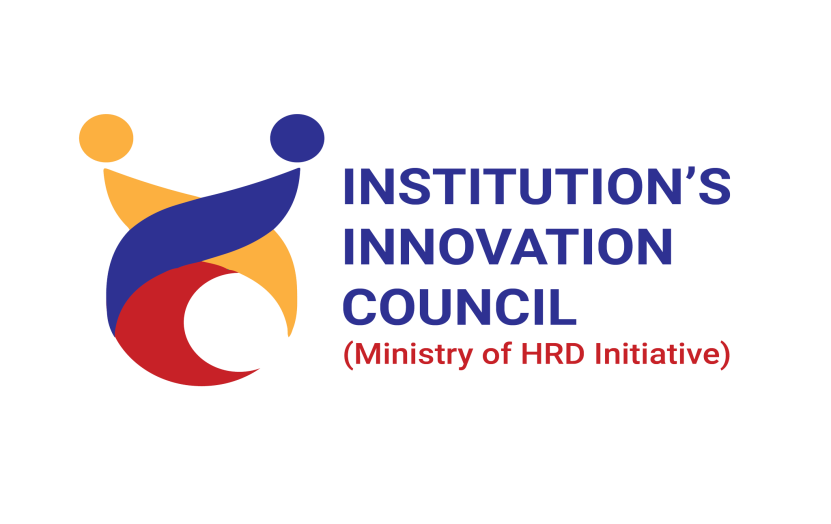 INSTITUTION’S
INNOVATION
COUNCIL
(Ministry of HRD Initiative)